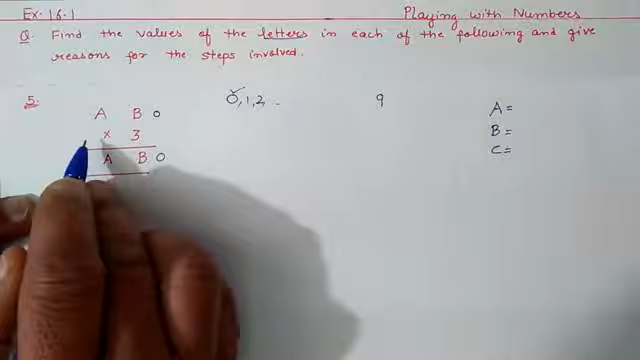 Ex. 16.1 Playing with Numbers
Q. Find the values of the letters in each of the following and give
reasons for the steps involved.
5. 0, 1, 2, . 9 A =
A B 0
× 3 B =
A B 0 C =